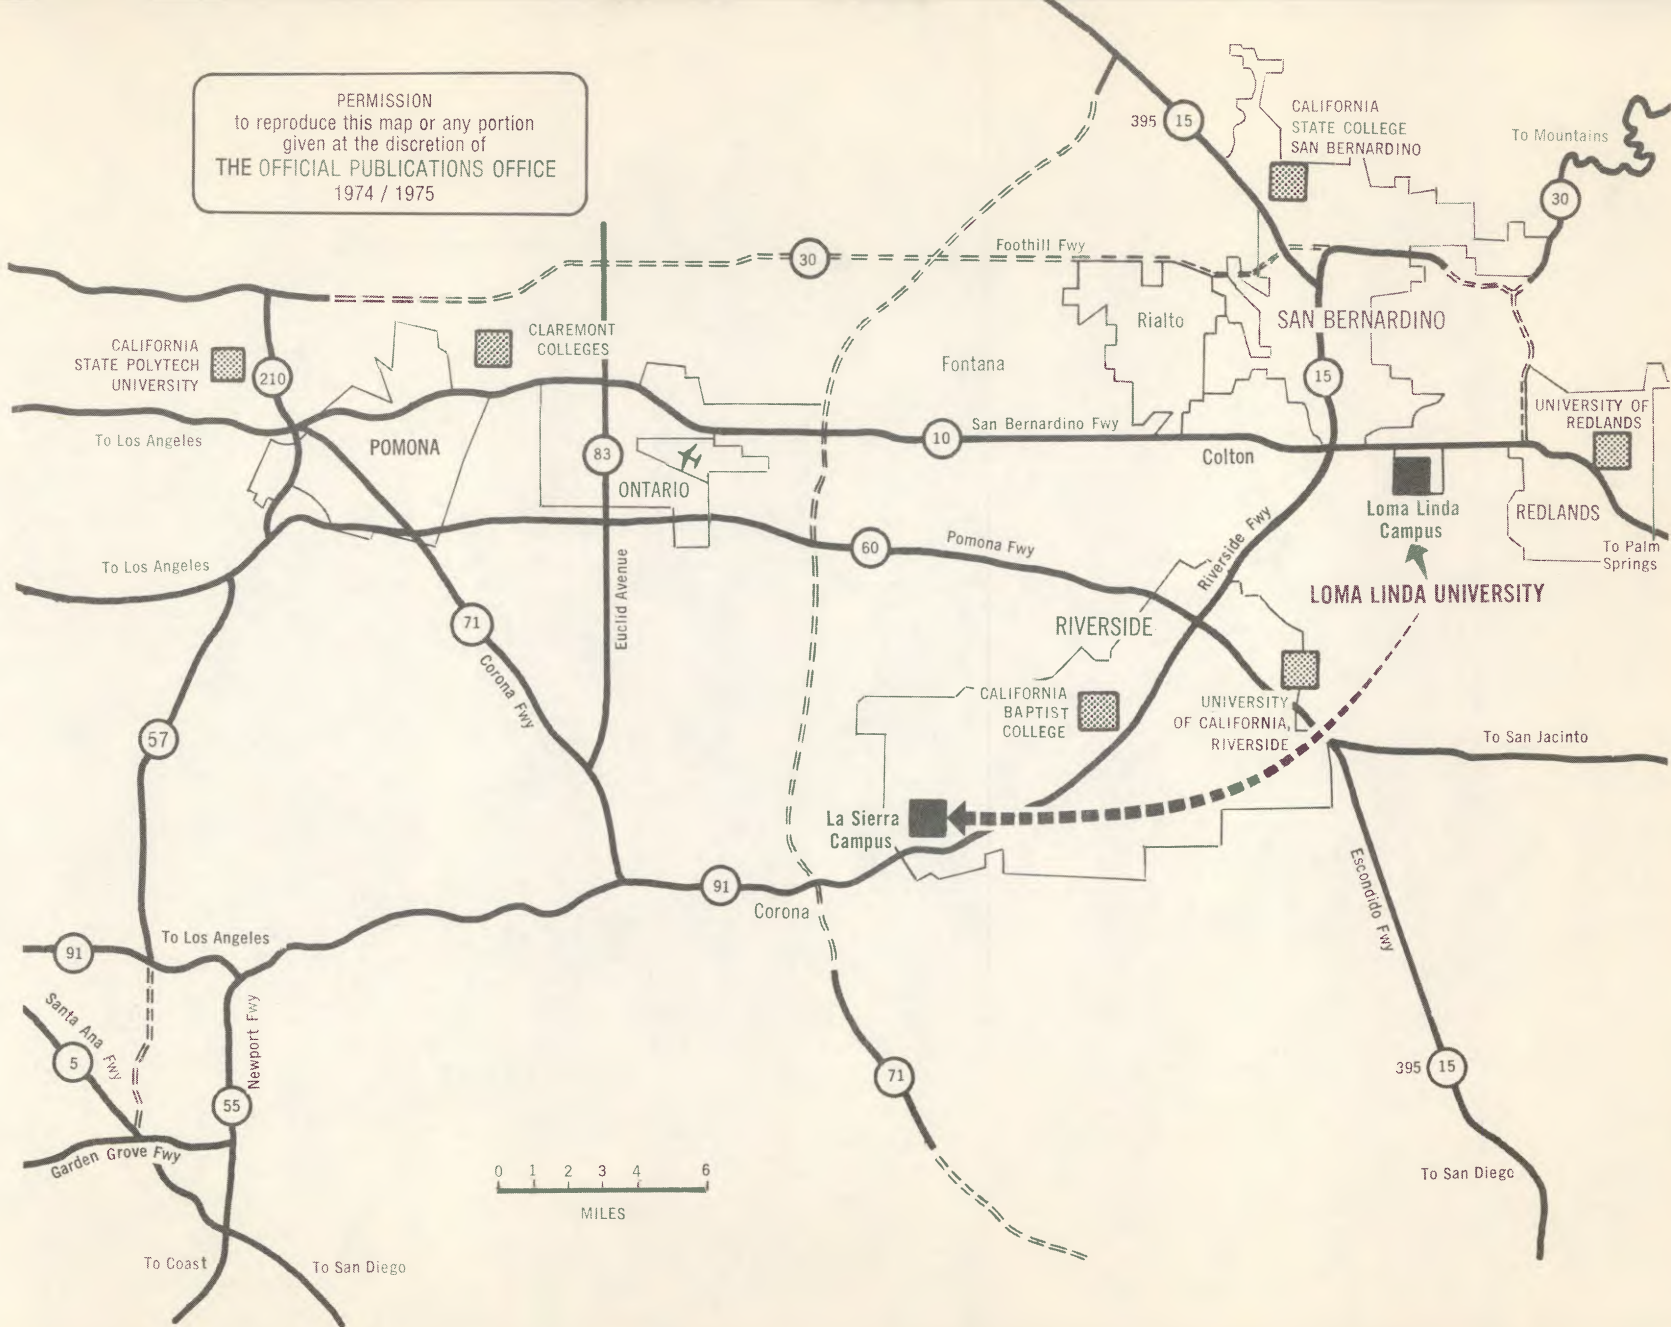 PERMISSION
to reproduce this map or any portion
given at the discretion of
THE OFFICIAL PUBLICATIONS OFFICE
1974 / 1975
395
15
CALIFORNIA
STATE COLLEGE
SAN BERNARDINO
To Mountains
30
30
Foothill Fwy
CALIFORNIA
STATE POLYTECH
UNIVERSITY
210
CLAREMONT
COLLEGES
Rialto
SAN BERNARDINO
Fontana
15
To Los Angeles
POMONA
83
ONTARIO
10
San Bernardino Fwy
Colton
UNIVERSITY OF
REDLANDS
Loma Linda
Campus
REDLANDS
To Palm
Springs
To Los Angeles
60
Pomona Fwy
Riverside Fwy
LOMA LINDA UNIVERSITY
71
Corona Fwy
Euclid Avenue
RIVERSIDE
57
CALIFORNIA
BAPTIST
COLLEGE
UNIVERSITY
OF CALIFORNIA,
RIVERSIDE
To San Jacinto
La Sierra
Campus
91
Corona
Escondido Fwy
91
To Los Angeles
Santa Ana Fwy
5
Newport Fwy
55
71
395
15
Garden Grove Fwy
0 1 2 3 4 6
MILES
To San Diego
To Coast
To San Diego